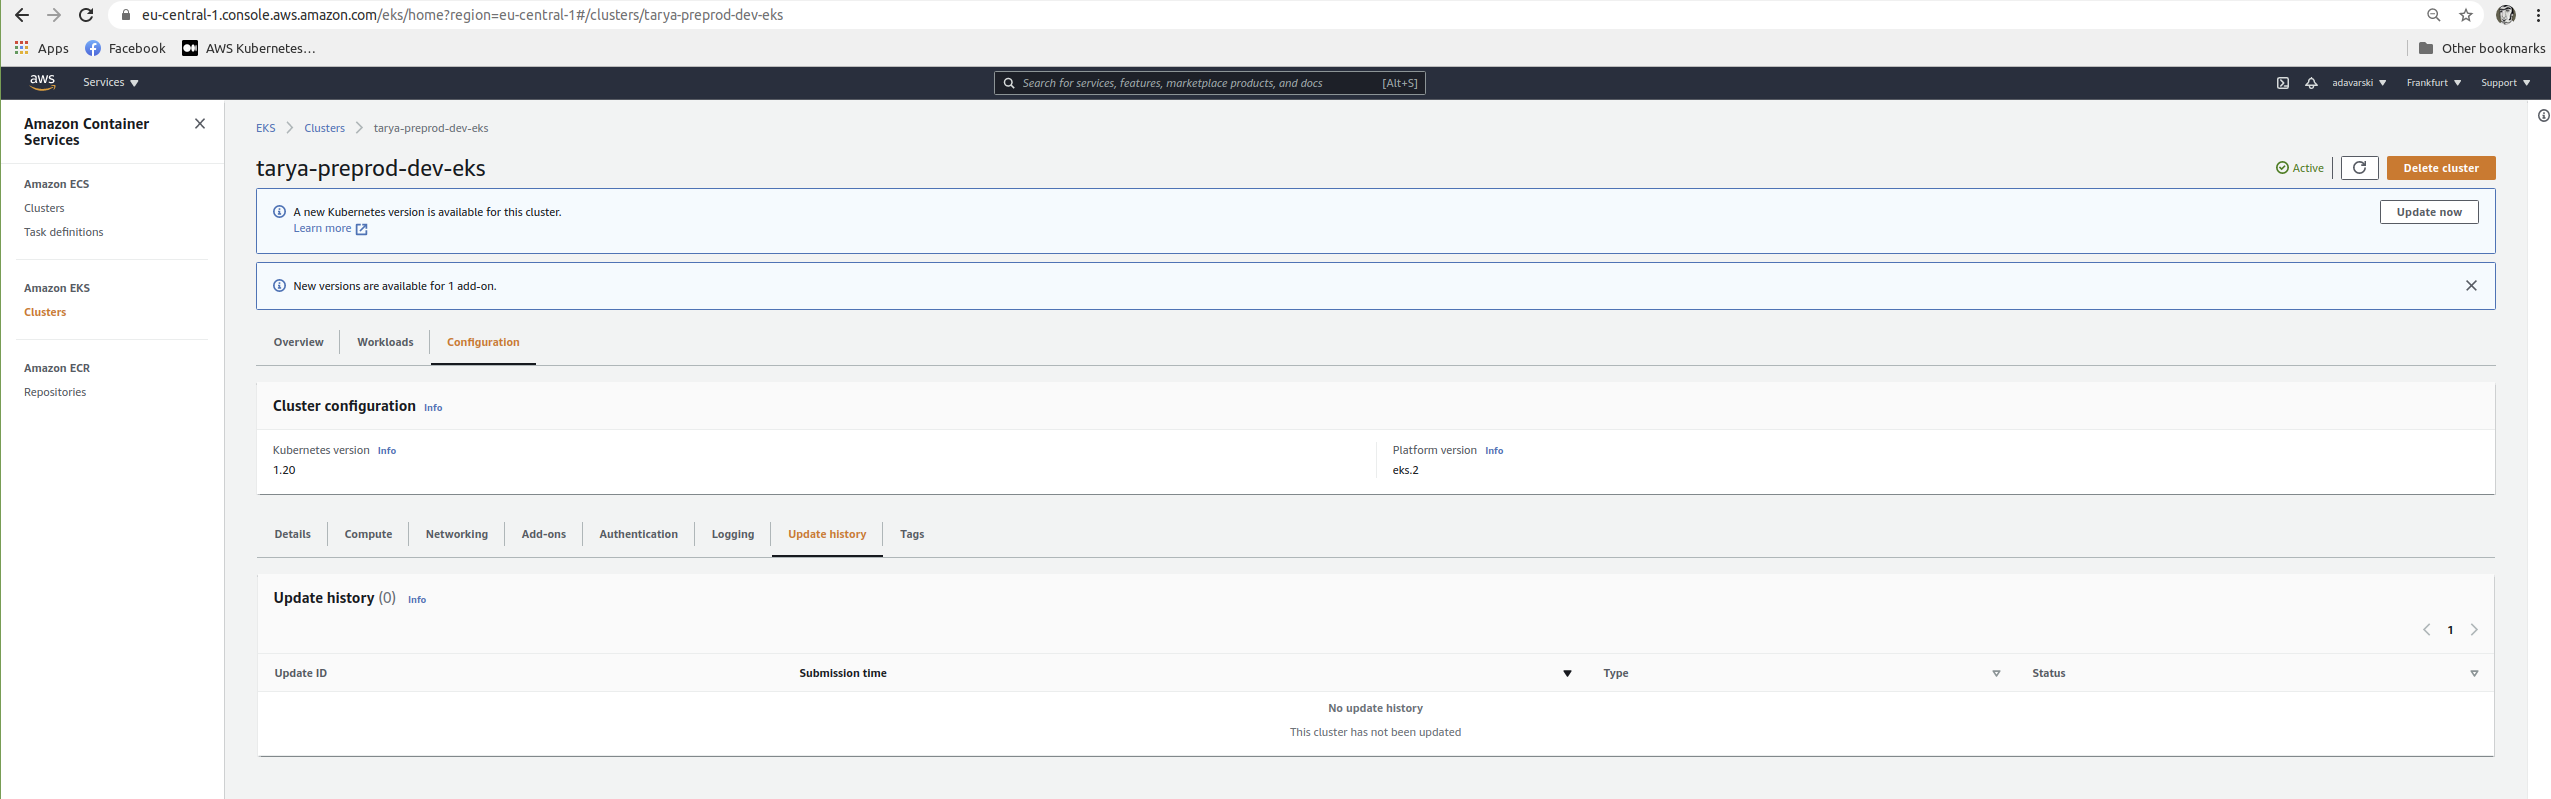 eu-central-1.console.aws.amazon.com/eks/home?region=eu-central-1#/clusters/tarya-preprod-dev-eks
Apps Facebook AWS Kubernetes... Other bookmarks
aws Services Search for services, features, marketplace products, and docs [Alt+S] adavarski Frankfurt Support
Amazon Container
Services
Amazon ECS
Clusters
Task definitions
Amazon EKS
Clusters
Amazon ECR
Repositories
EKS Clusters tarya-preprod-dev-eks
tarya-preprod-dev-eks Active Delete cluster
A new Kubernetes version is available for this cluster. Update now
Learn more
New versions are available for 1 add-on.
Overview Workloads Configuration
Cluster configuration Info
Kubernetes version Info Platform version Info
1.20 eks.2
Details Compute Networking Add-ons Authentication Logging Update history Tags
Update history (0) Info
1
Update ID Submission time Type Status
No update history
This cluster has not been updated